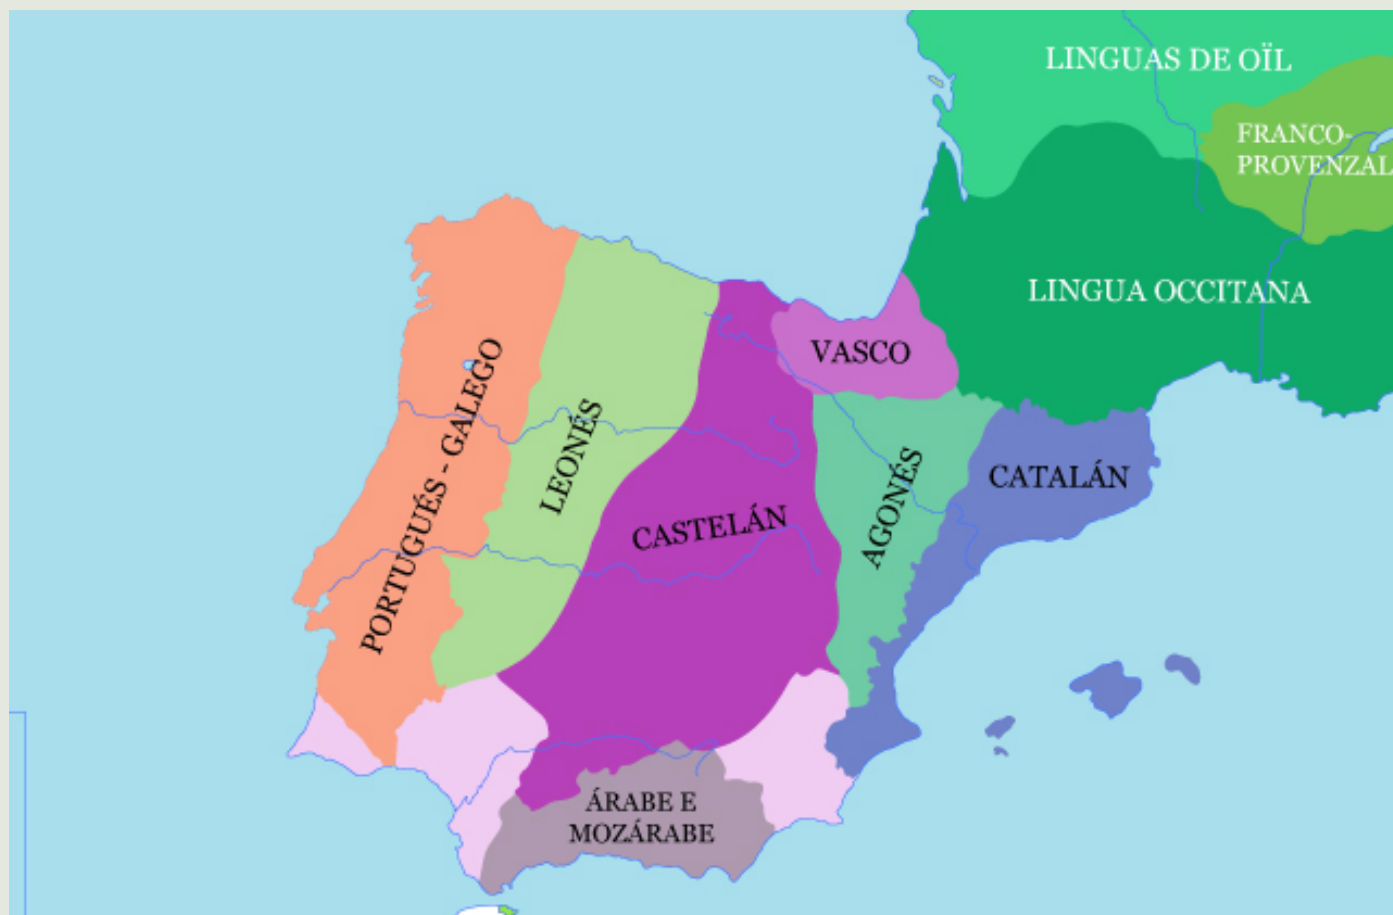 LINGUAS DE OÏL
FRANCO-
PROVENZAL
LINGUA OCCITANA
VASCO
PORTUGUÉS - GALEGO
LEONÉS
CASTELÁN
AGONÉS
CATALÁN
ÁRABE E
MOZÁRABE